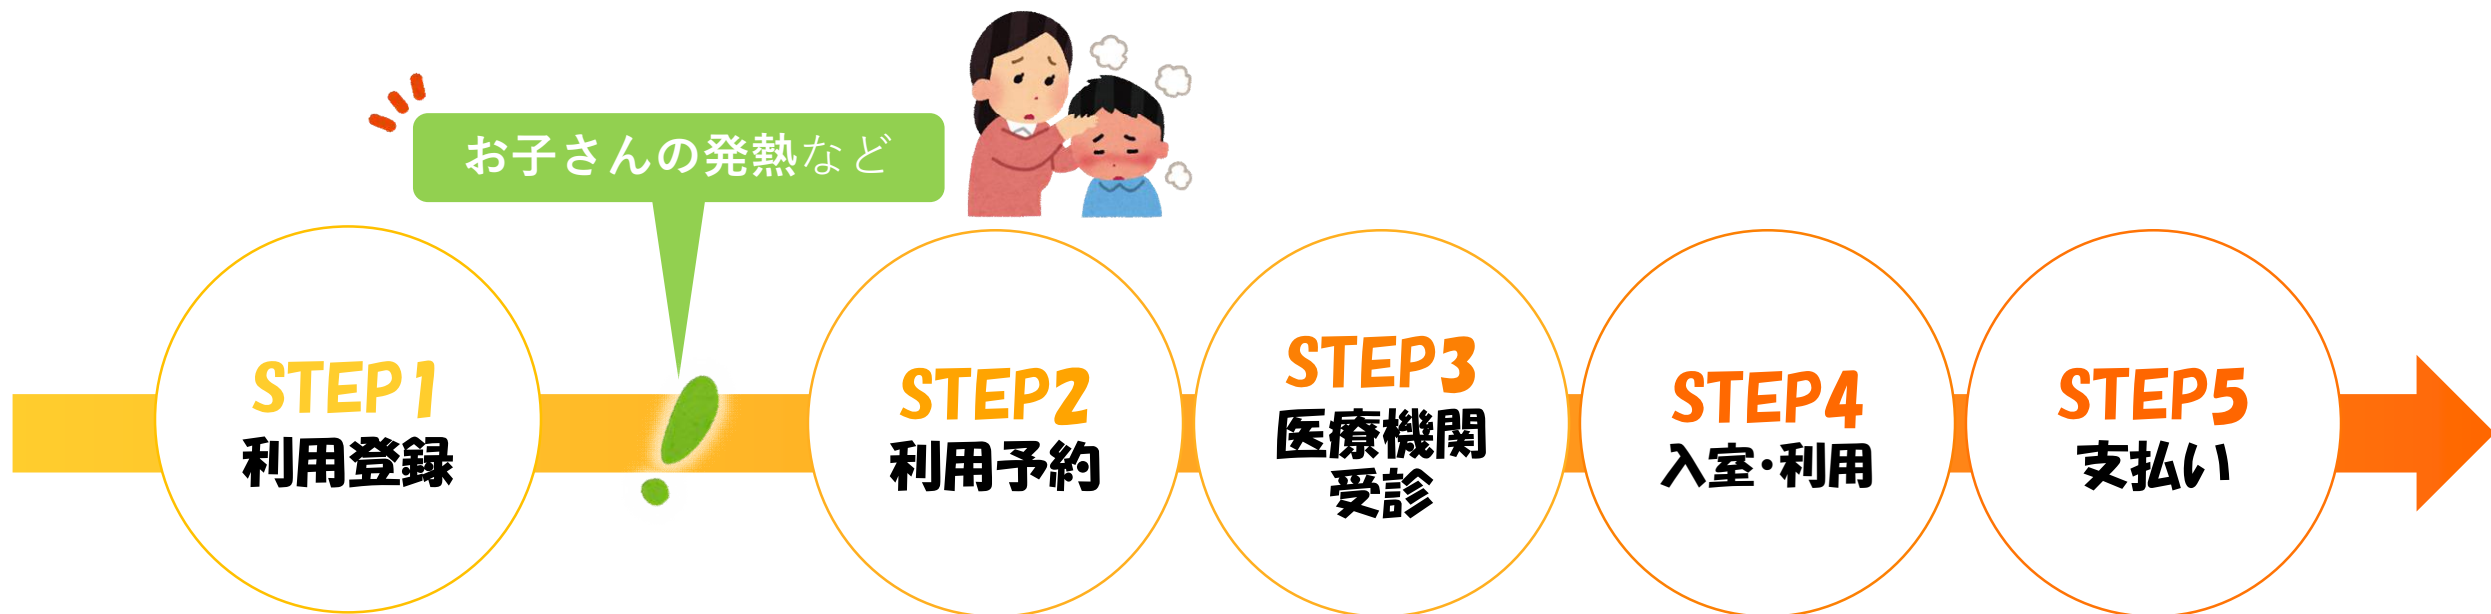 お子さんの発熱など
STEP1
利用登録
STEP2
利用予約
STEP3
医療機関
受診
STEP4
入室・利用
STEP5
支払い